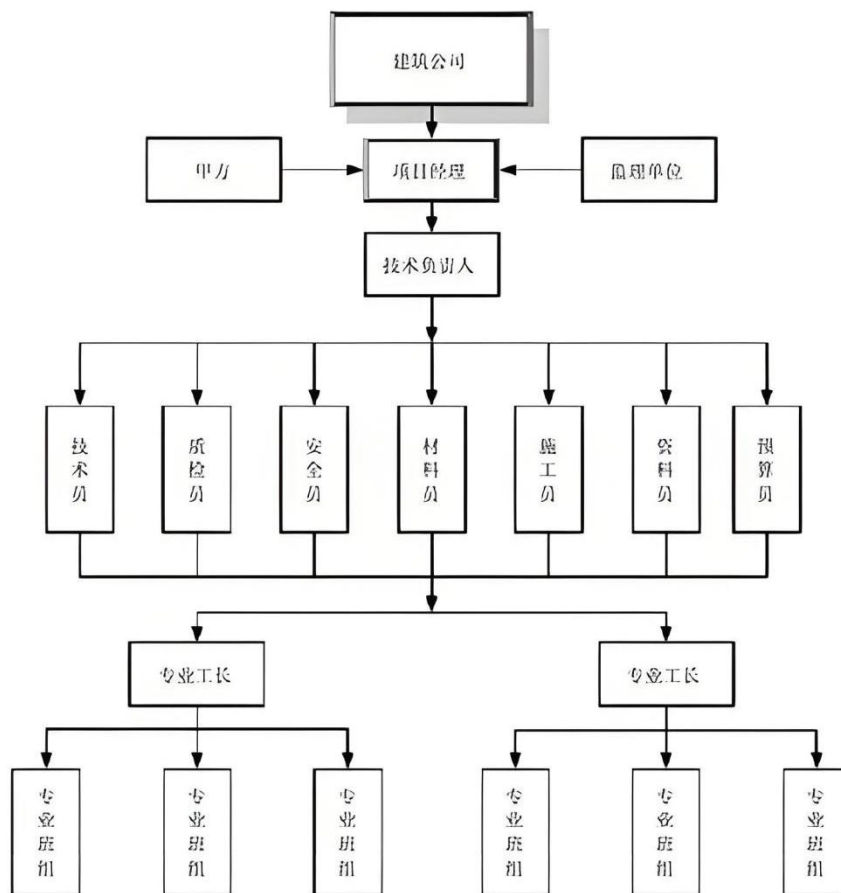 建筑公司
甲方
项目经理
监理单位
技术负责人
技术员
质检员
安全员
材料员
施工员
资料员
预算员
专业工长
专业工长
专业班组
专业班组
专业班组
专业班组
专业班组
专业班组